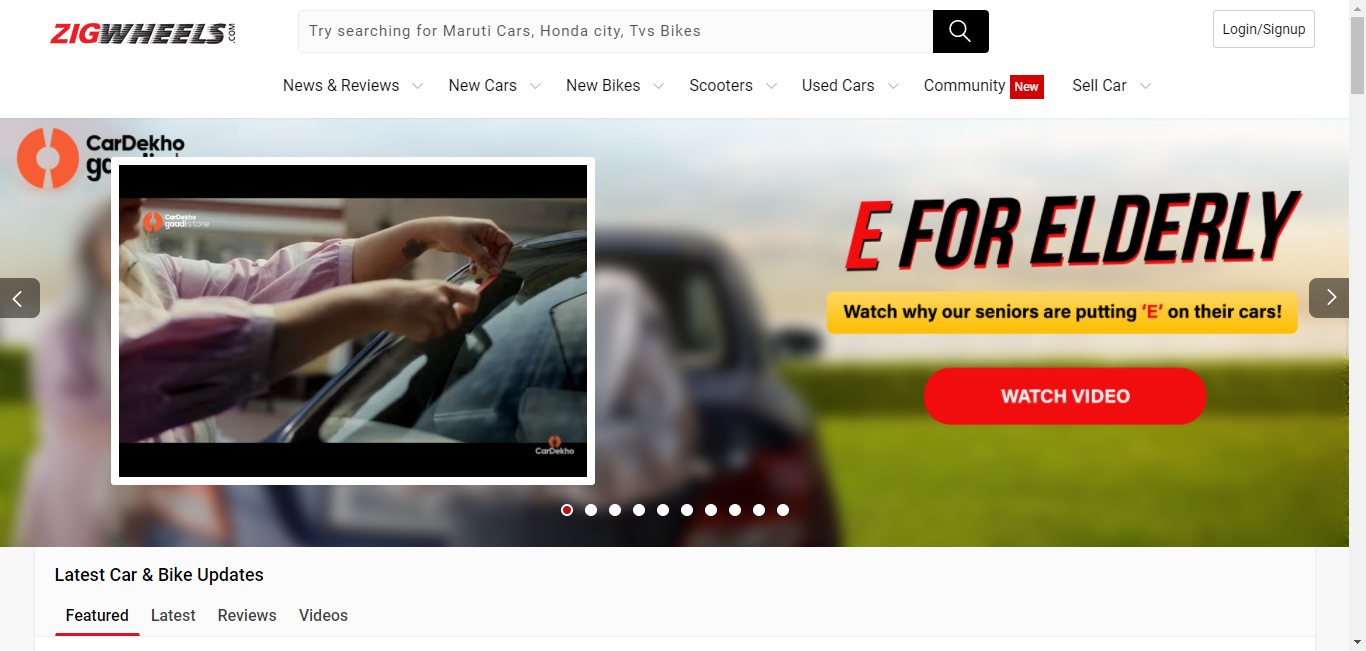 ZIGWHEELS.COM
Try searching for Maruti Cars, Honda city, Tvs Bikes
Login/Signup
News & Reviews
New Cars
New Bikes
Scooters
Used Cars
Community New
Sell Car
CarDekho
CarDekho
gaadi store
E FOR ELDERLY
Watch why our seniors are putting ‘E’ on their cars!
WATCH VIDEO
CarDekho
Latest Car & Bike Updates
Featured
Latest
Reviews
Videos